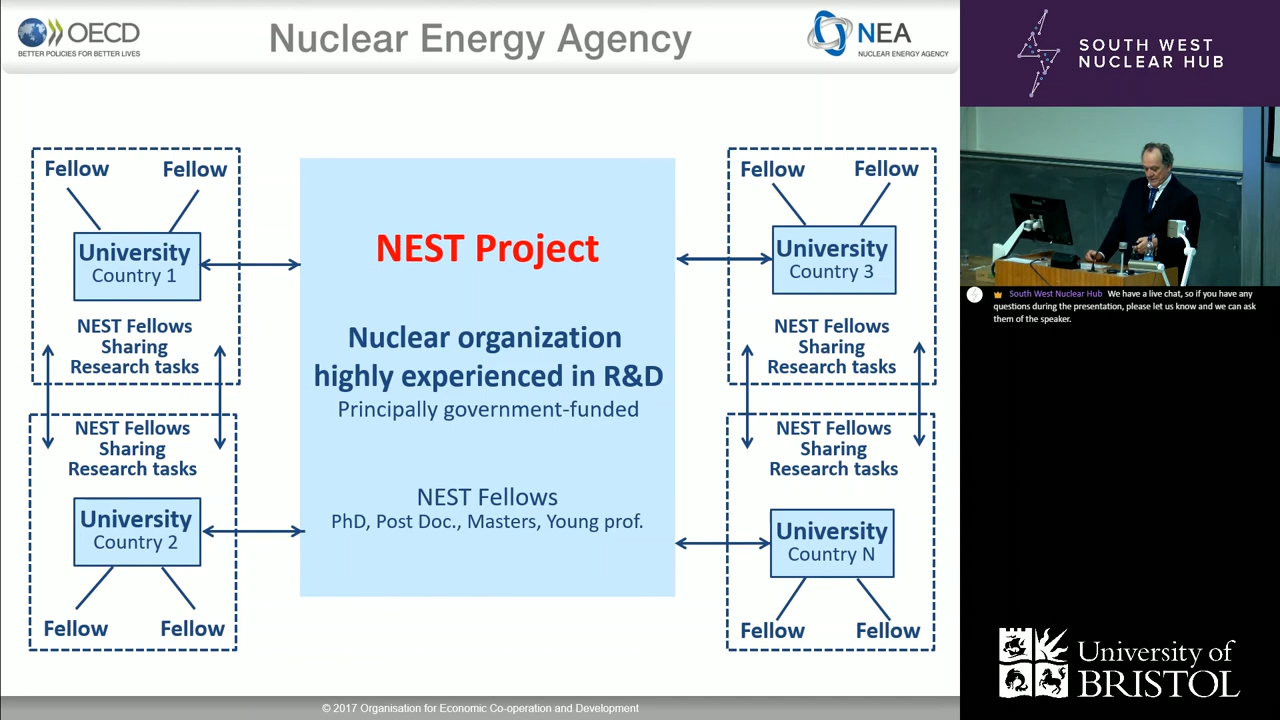 OECD
BETTER POLICIES FOR BETTER LIVES
Nuclear Energy Agency
NEA
NUCLEAR ENERGY AGENCY
Fellow Fellow
University
Country 1
NEST Fellows
Sharing
Research tasks
NEST Fellows
Sharing
Research tasks
University
Country 2
Fellow Fellow
NEST Project
Nuclear organization
highly experienced in R&D
Principally government-funded
NEST Fellows
PhD, Post Doc., Masters, Young prof.
Fellow Fellow
University
Country 3
NEST Fellows
Sharing
Research tasks
NEST Fellows
Sharing
Research tasks
University
Country N
Fellow Fellow
© 2017 Organisation for Economic Co-operation and Development
SOUTH WEST
NUCLEAR HUB
South West Nuclear Hub We have a live chat, so if you have any
questions during the presentation, please let us know and we can ask
them of the speaker.
University of
BRISTOL